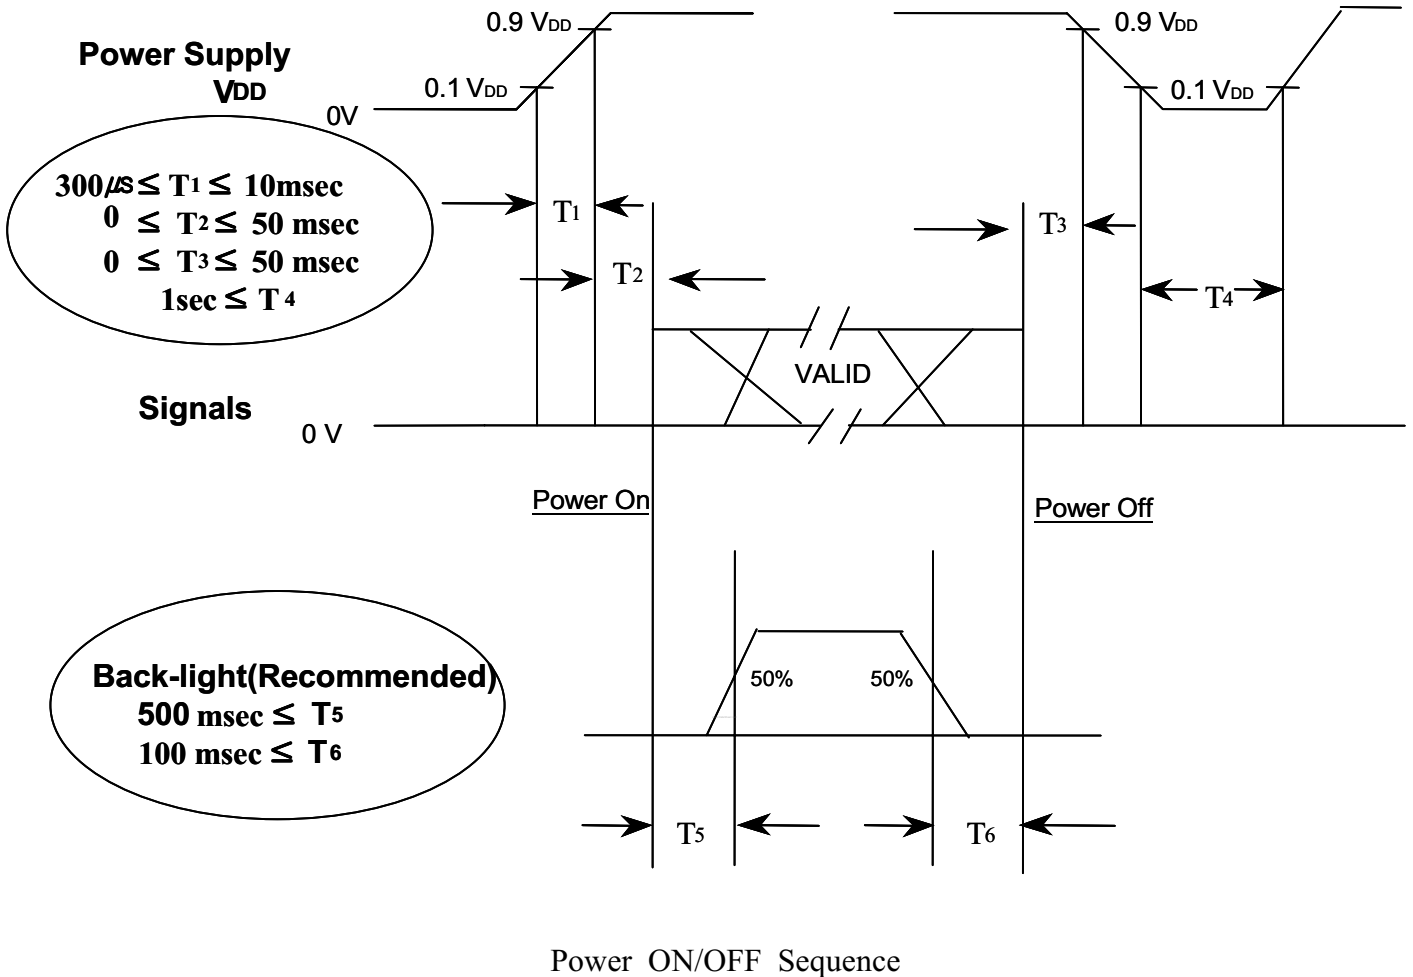 0.9 VDD
0.9 VDD
Power Supply
VDD
0.1 VDD
0.1 VDD
0V
300μs ≤ T1 ≤ 10msec
0 ≤ T2 ≤ 50 msec
0 ≤ T3 ≤ 50 msec
1sec ≤ T4
T1
T3
T2
T4
VALID
Signals
0 V
Power On
Power Off
Back-light(Recommended)
500 msec ≤ T5
100 msec ≤ T6
50%
50%
T5
T6
Power ON/OFF Sequence